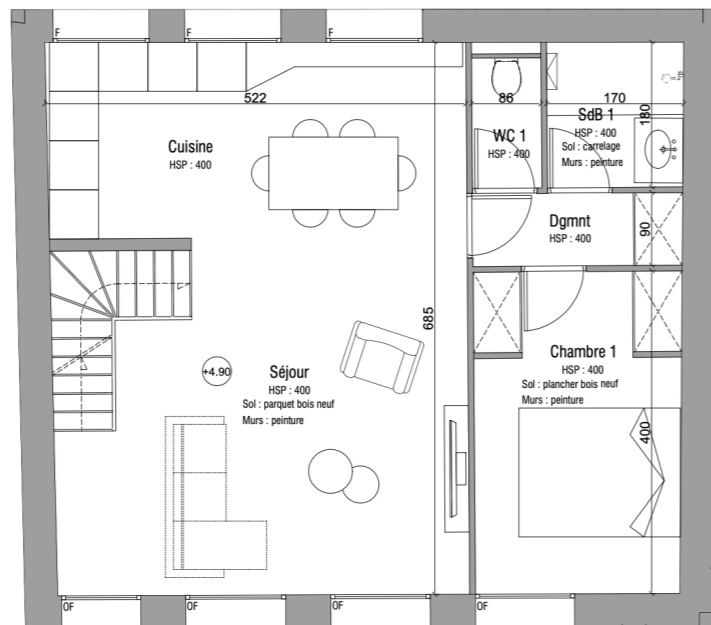 F
F
F
522
86
170
Cuisine
HSP : 400
WC 1
HSP : 400
SdB 1
HSP : 400
Sol : carrelage
Murs : peinture
180
Dgmnt
HSP : 400
90
685
+4.90
Séjour
HSP : 400
Sol : parquet bois neuf
Murs : peinture
Chambre 1
HSP : 400
Sol : plancher bois neuf
Murs : peinture
400
OF
OF
OF
OF